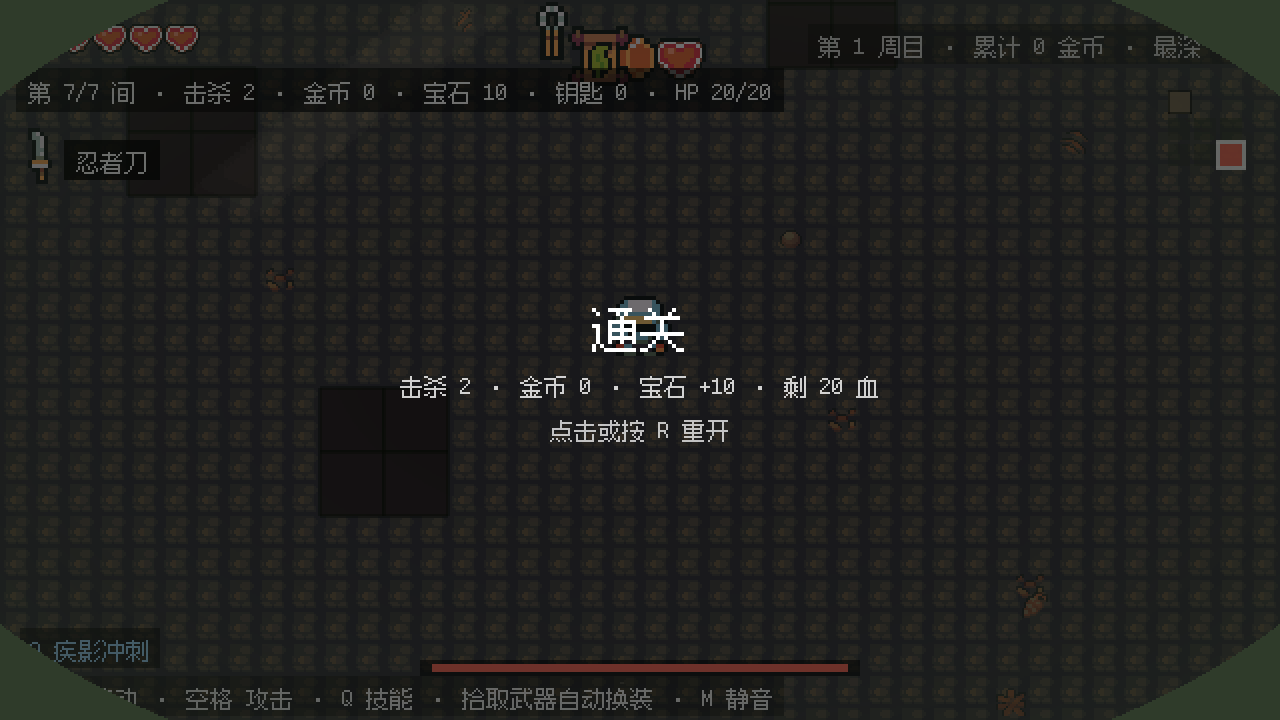 第 1 周目 · 累计 0 金币 · 最深
第 7/7 间 · 击杀 2 · 金币 0 · 宝石 10 · 钥匙 0 · HP 20/20
忍者刀
通关
击杀 2 · 金币 0 · 宝石 +10 · 剩 20 血
点击或按 R 重开
疾影冲刺
动 · 空格 攻击 · Q 技能 · 拾取武器自动换装 · M 静音